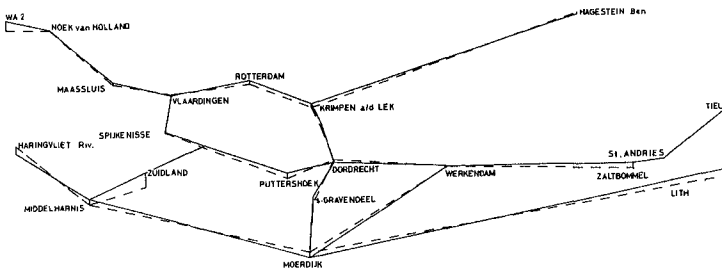 WA 2
HOEK van HOLLAND
HAGESTEIN Ben
ROTTERDAM
MAASSLUIS
VLAARDINGEN
KRIMPEN a/d LEK
TIEL
SPIJKENISSE
HARINGVLIET Riv.
ZUIDLAND
PUTTERSHOEK
DORDRECHT
WERKENDAM
St. ANDRIES
ZALTBOMMEL
LITH
MIDDELHARNIS
's-GRAVENDEEL
MOERDIJK